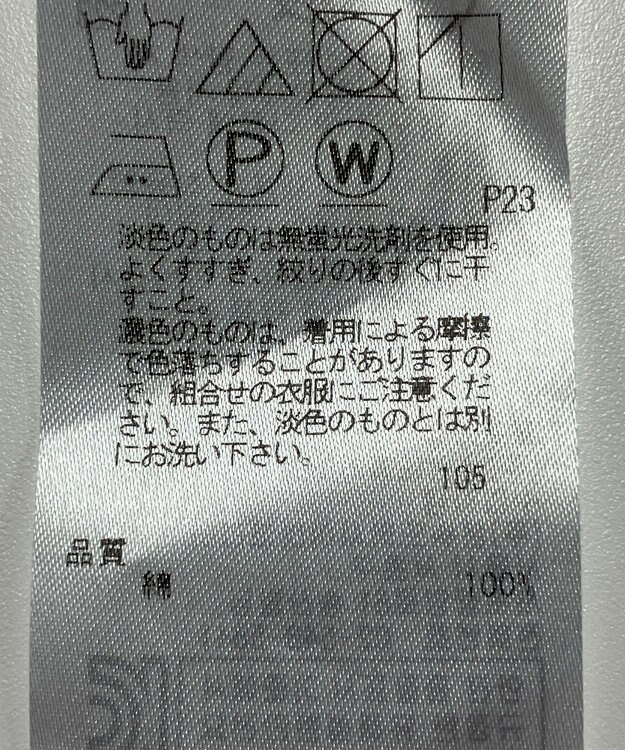 P
W
P23
淡色のものは無蛍光洗剤を使用。
よくすすぎ、絞りの後すぐに干
すこと。
濃色のものは、着用による摩擦
で色落ちすることがありますの
で、組合せの衣服にご注意くだ
さい。また、淡色のものとは別
にお洗い下さい。
105
品質
綿 100%